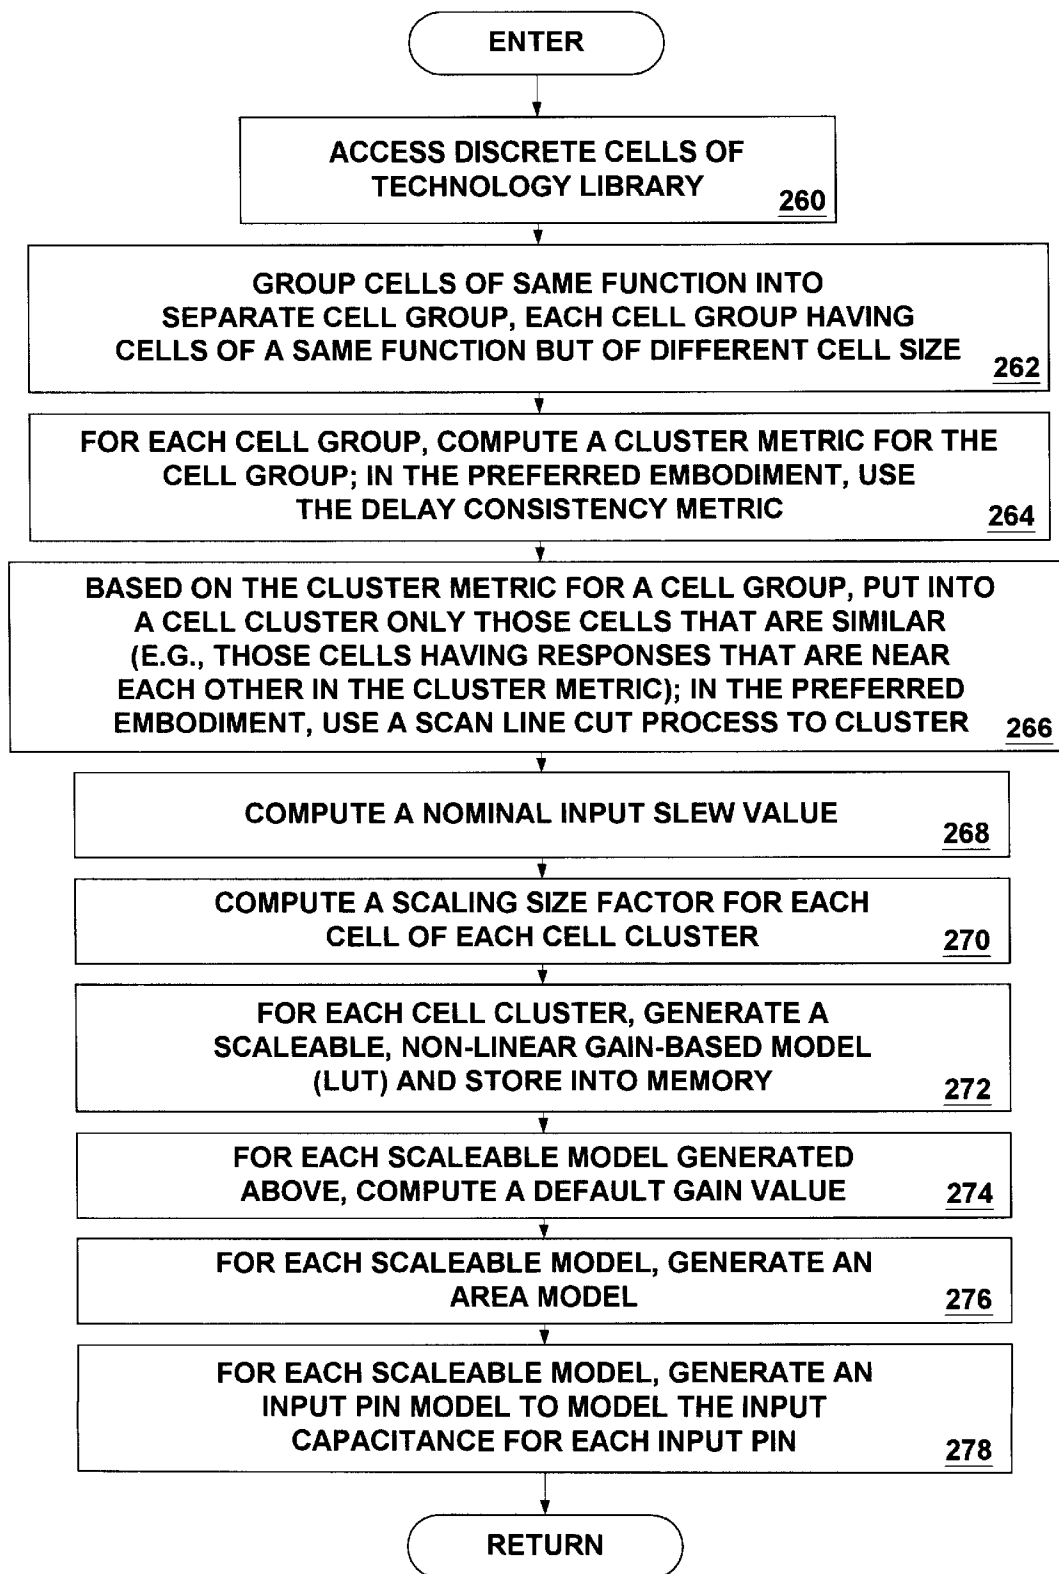 ENTER
ACCESS DISCRETE CELLS OF
TECHNOLOGY LIBRARY
260
GROUP CELLS OF SAME FUNCTION INTO
SEPARATE CELL GROUP, EACH CELL GROUP HAVING
CELLS OF A SAME FUNCTION BUT OF DIFFERENT CELL SIZE
262
FOR EACH CELL GROUP, COMPUTE A CLUSTER METRIC FOR THE
CELL GROUP; IN THE PREFERRED EMBODIMENT, USE
THE DELAY CONSISTENCY METRIC
264
BASED ON THE CLUSTER METRIC FOR A CELL GROUP, PUT INTO
A CELL CLUSTER ONLY THOSE CELLS THAT ARE SIMILAR
(E.G., THOSE CELLS HAVING RESPONSES THAT ARE NEAR
EACH OTHER IN THE CLUSTER METRIC); IN THE PREFERRED
EMBODIMENT, USE A SCAN LINE CUT PROCESS TO CLUSTER
266
COMPUTE A NOMINAL INPUT SLEW VALUE
268
COMPUTE A SCALING SIZE FACTOR FOR EACH
CELL OF EACH CELL CLUSTER
270
FOR EACH CELL CLUSTER, GENERATE A
SCALEABLE, NON-LINEAR GAIN-BASED MODEL
(LUT) AND STORE INTO MEMORY
272
FOR EACH SCALEABLE MODEL GENERATED
ABOVE, COMPUTE A DEFAULT GAIN VALUE
274
FOR EACH SCALEABLE MODEL, GENERATE AN
AREA MODEL
276
FOR EACH SCALEABLE MODEL, GENERATE AN
INPUT PIN MODEL TO MODEL THE INPUT
CAPACITANCE FOR EACH INPUT PIN
278
RETURN